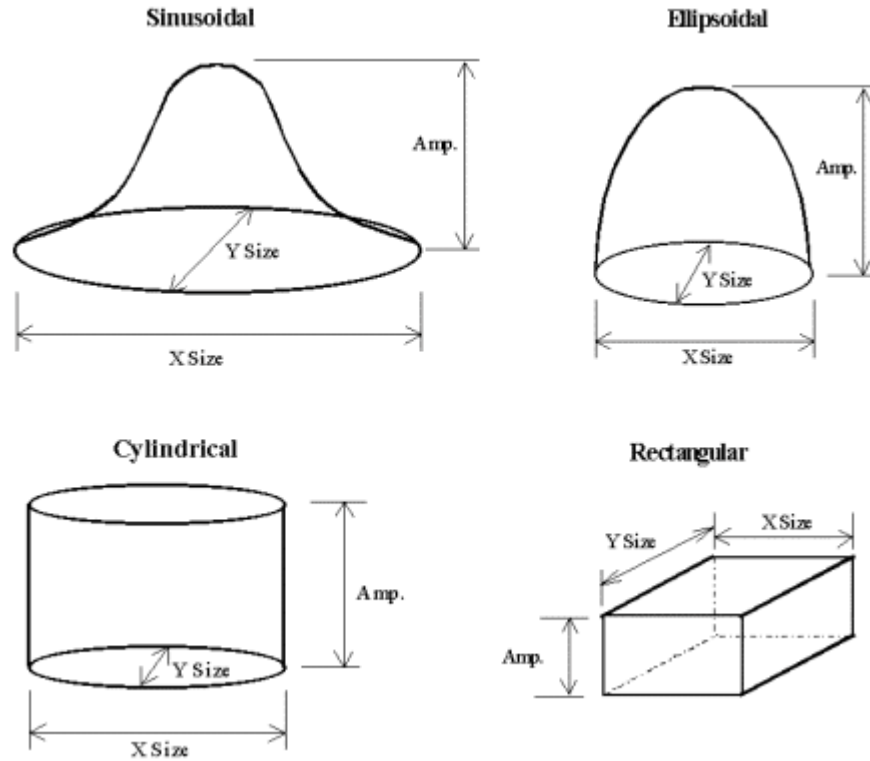 Sinusoidal
Amp.
Y Size
X Size
Ellipsoidal
Amp.
Y Size
X Size
Cylindrical
Amp.
Y Size
X Size
Rectangular
Y Size
X Size
Amp.